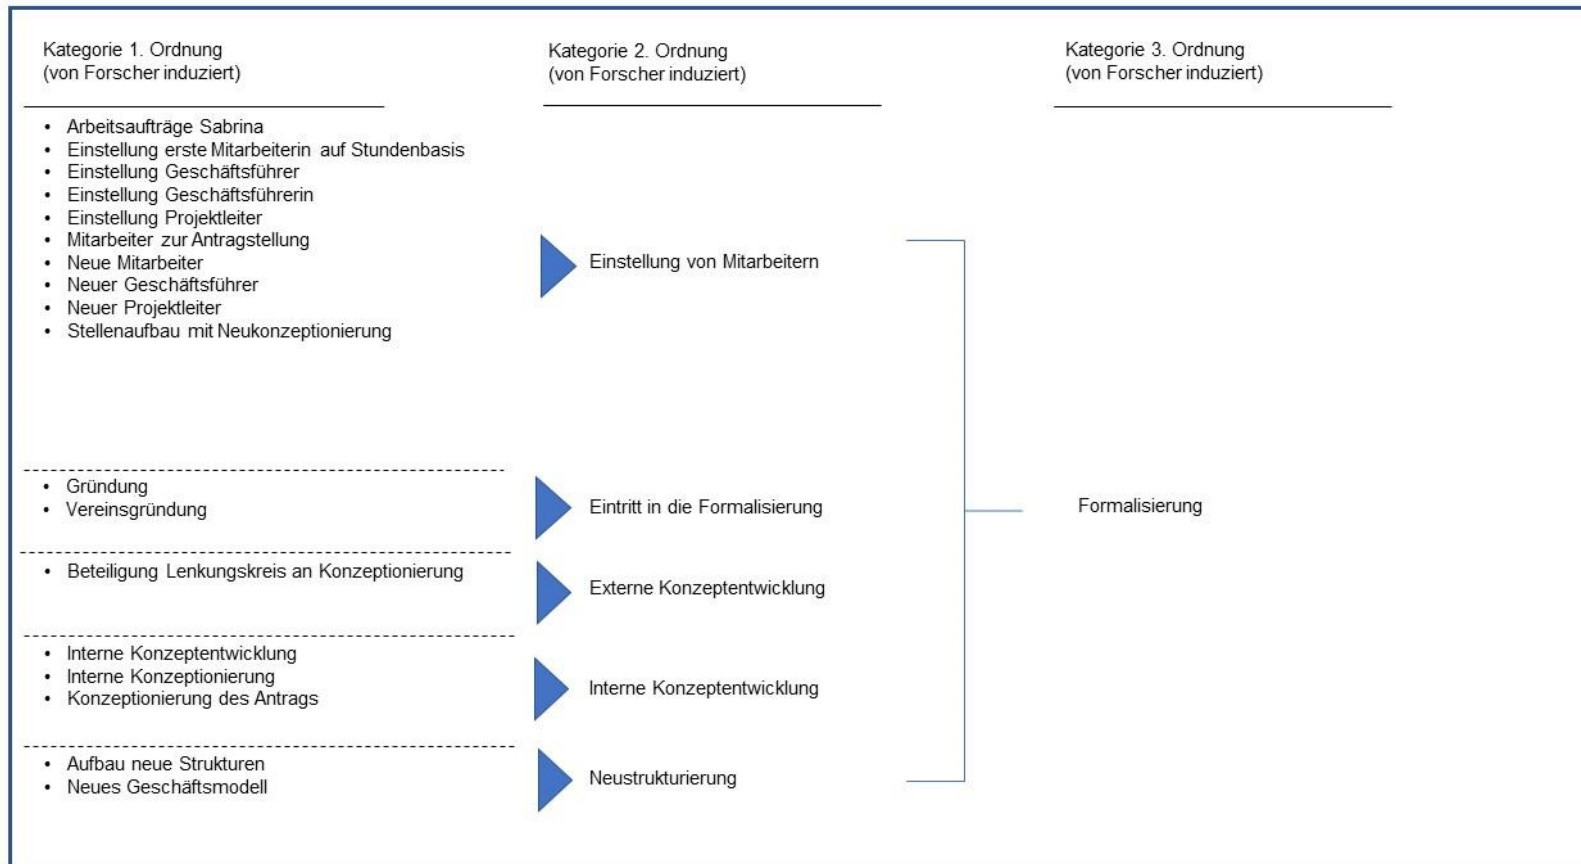 Kategorie 1. Ordnung
(von Forscher induziert)
Kategorie 2. Ordnung
(von Forscher induziert)
Kategorie 3. Ordnung
(von Forscher induziert)
• Arbeitsaufträge Sabrina
• Einstellung erste Mitarbeiterin auf Stundenbasis
• Einstellung Geschäftsführer
• Einstellung Geschäftsführerin
• Einstellung Projektleiter
• Mitarbeiter zur Antragstellung
• Neue Mitarbeiter
• Neuer Geschäftsführer
• Neuer Projektleiter
• Stellenaufbau mit Neukonzeptionierung
Einstellung von Mitarbeitern
• Gründung
• Vereinsgründung
Eintritt in die Formalisierung
• Beteiligung Lenkungskreis an Konzeptionierung
Externe Konzeptentwicklung
• Interne Konzeptentwicklung
• Interne Konzeptionierung
• Konzeptionierung des Antrags
Interne Konzeptentwicklung
• Aufbau neue Strukturen
• Neues Geschäftsmodell
Neustrukturierung
Formalisierung